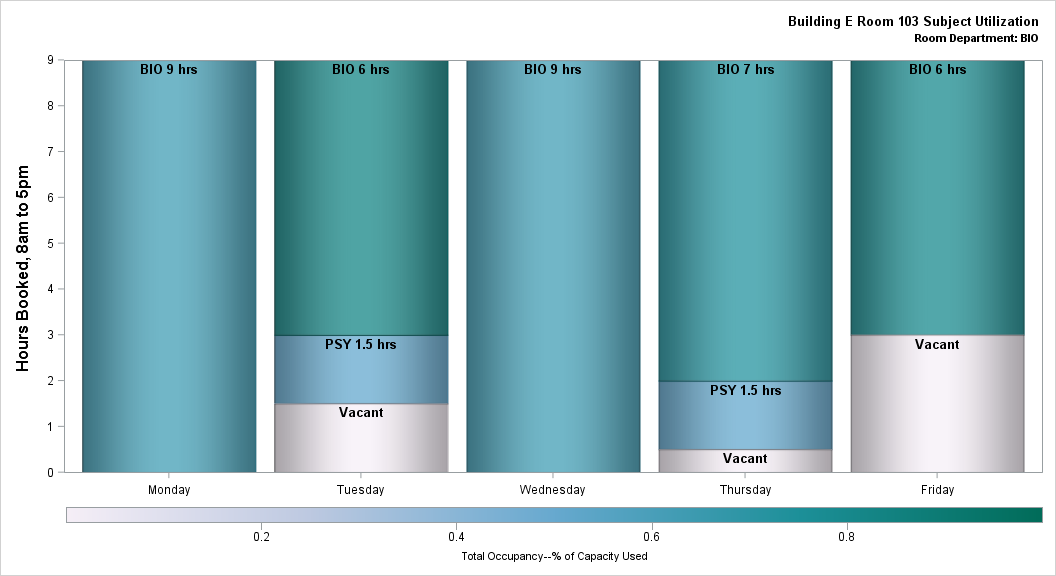 Building E Room 103 Subject Utilization
Room Department: BIO
Hours Booked, 8am to 5pm
9
8
7
6
5
4
3
2
1
0
BIO 9 hrs
BIO 6 hrs
PSY 1.5 hrs
Vacant
BIO 9 hrs
BIO 7 hrs
PSY 1.5 hrs
Vacant
BIO 6 hrs
Vacant
Monday Tuesday Wednesday Thursday Friday
0.2 0.4 0.6 0.8
Total Occupancy--% of Capacity Used